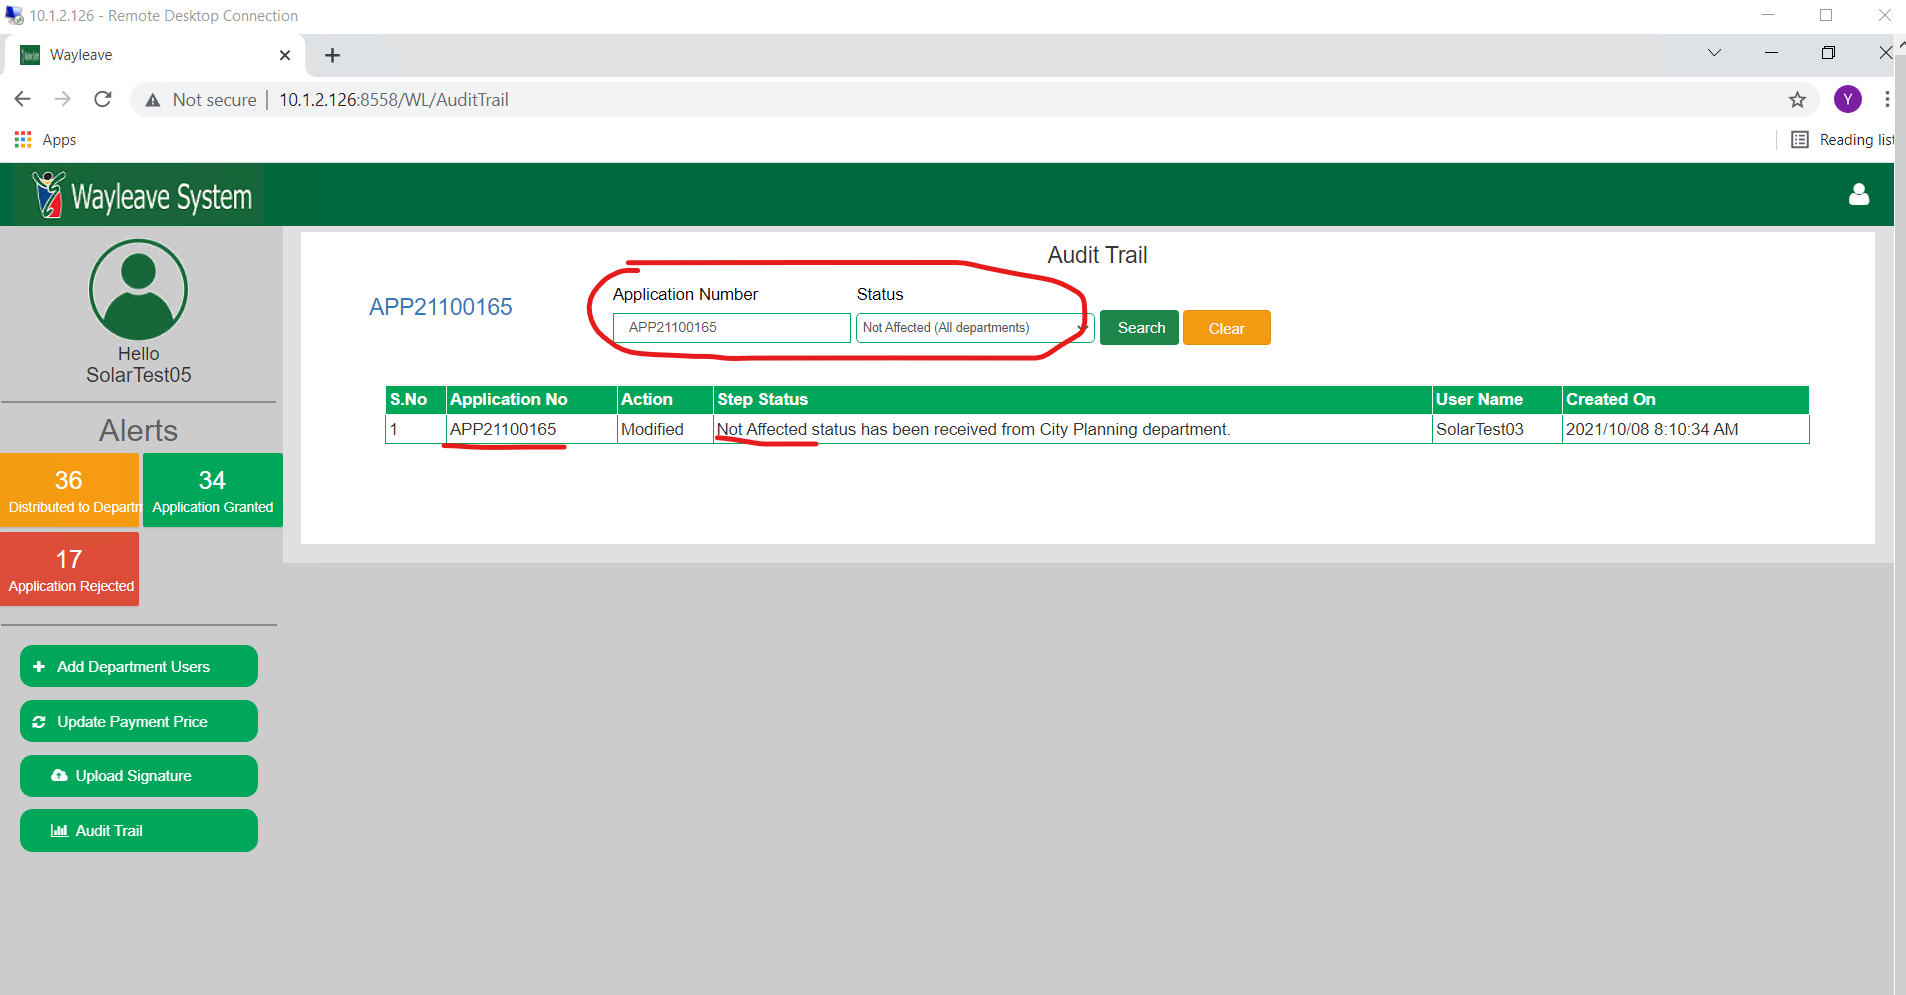 10.1.2.126 - Remote Desktop Connection
Wayleave
Not secure | 10.1.2.126:8558/WL/AuditTrail
Y
Apps
Reading list
Wayleave System
Hello
SolarTest05
Alerts
36
Distributed to Departm
34
Application Granted
17
Application Rejected
Add Department Users
Update Payment Price
Upload Signature
Audit Trail
Audit Trail
APP21100165
Application Number Status
APP21100165 Not Affected (All departments) Search Clear
S.No Application No Action Step Status User Name Created On
1 APP21100165 Modified Not Affected status has been received from City Planning department. SolarTest03 2021/10/08 8:10:34 AM